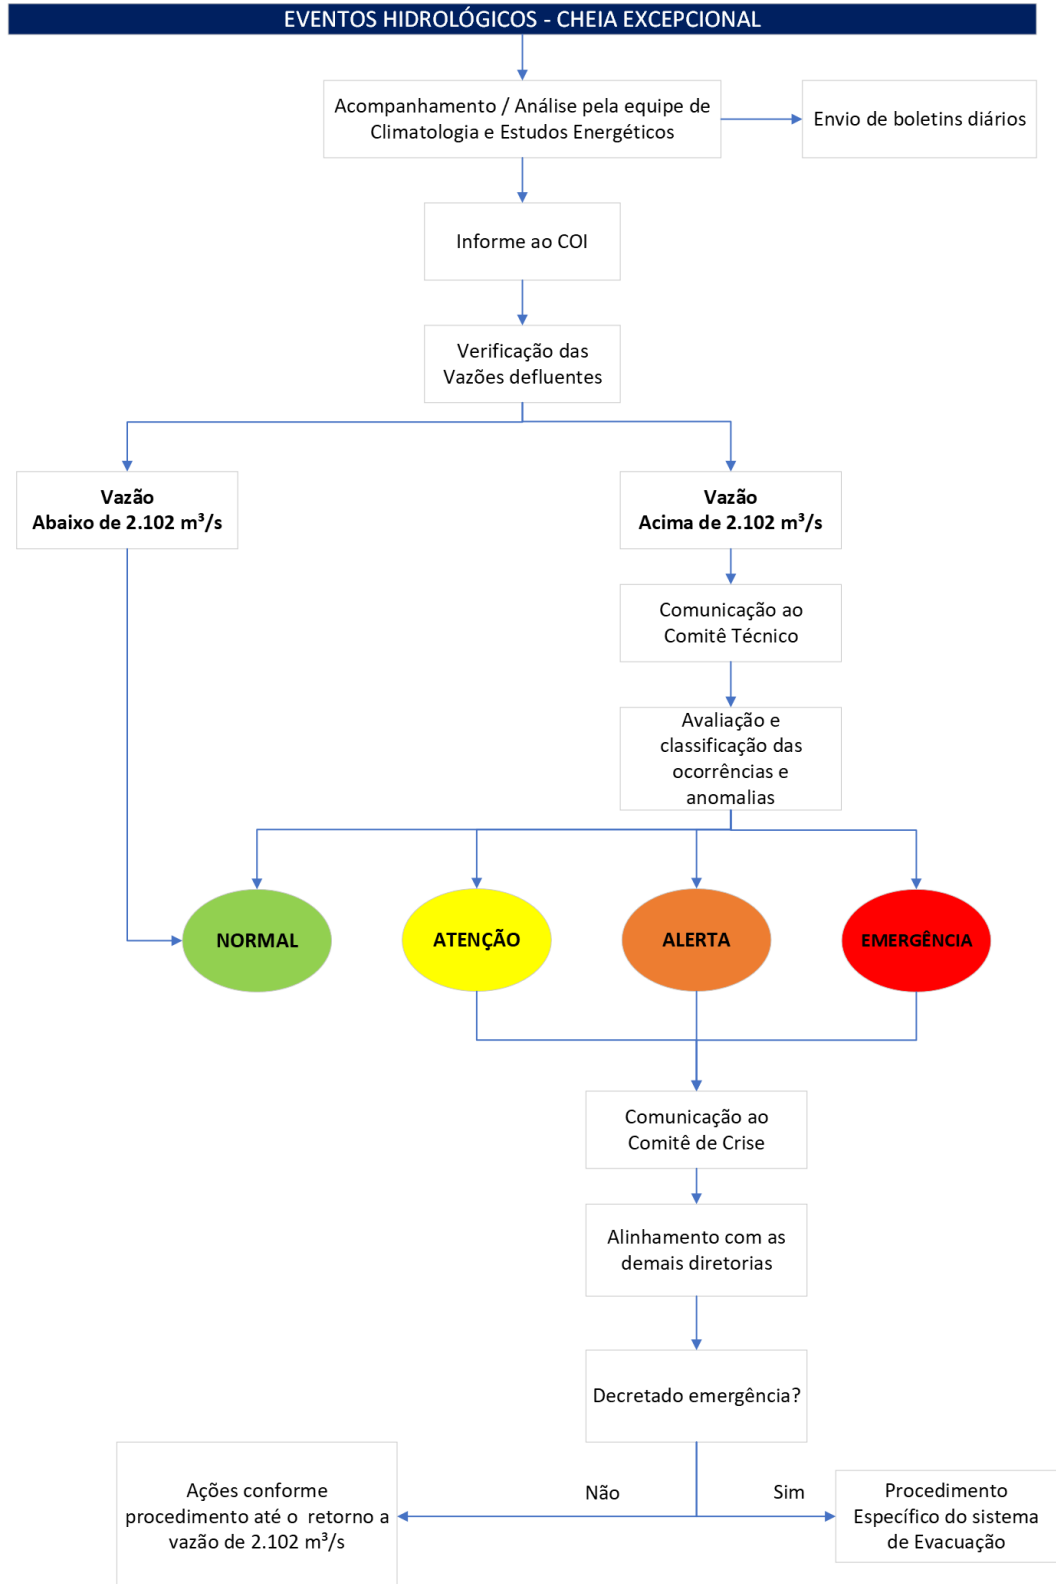 EVENTOS HIDROLÓGICOS - CHEIA EXCEPCIONAL
Acompanhamento / Análise pela equipe de
Climatologia e Estudos Energéticos
Envio de boletins diários
Informe ao COI
Verificação das
Vazões defluentes
Vazão
Abaixo de 2.102 m³/s
Vazão
Acima de 2.102 m³/s
Comunicação ao
Comitê Técnico
Avaliação e
classificação das
ocorrências e
anomalias
NORMAL
ATENÇÃO
ALERTA
EMERGÊNCIA
Comunicação ao
Comitê de Crise
Alinhamento com as
demais diretorias
Decretado emergência?
Não
Sim
Ações conforme
procedimento até o retorno a
vazão de 2.102 m³/s
Procedimento
Específico do sistema
de Evacuação